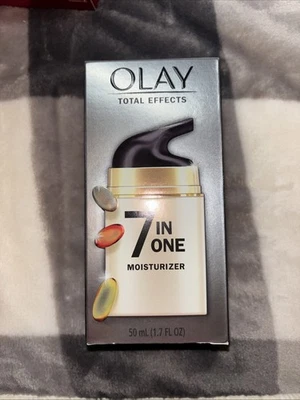 OLAY
TOTAL EFFECTS
7 IN
ONE
MOISTURIZER
50 mL (1.7 FL OZ)